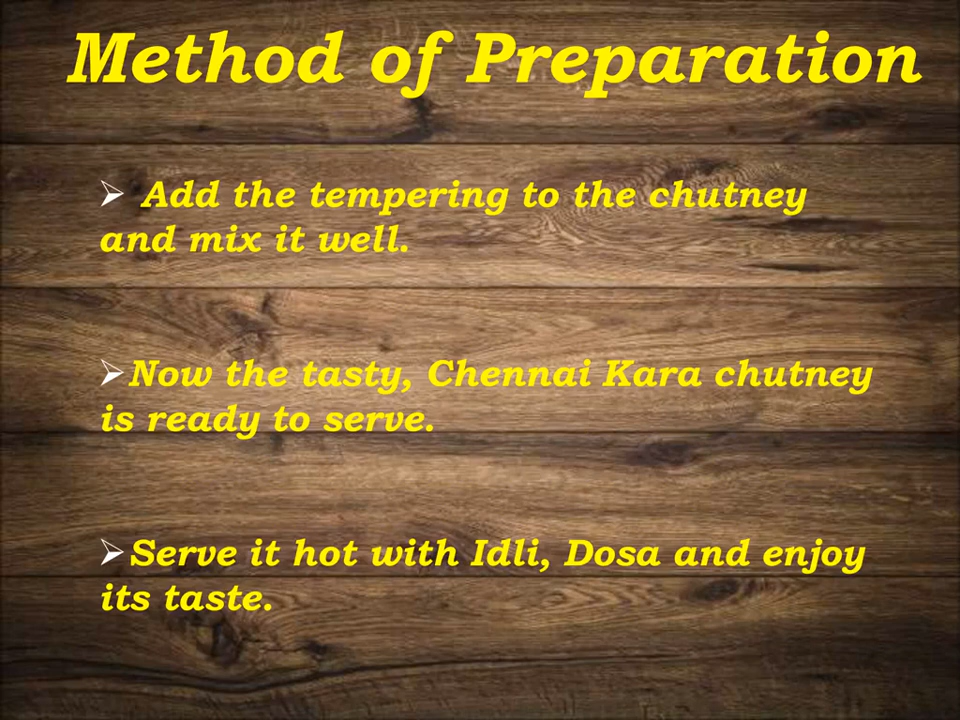 Method of Preparation
➢ Add the tempering to the chutney
and mix it well.
➢Now the tasty, Chennai Kara chutney
is ready to serve.
➢Serve it hot with Idli, Dosa and enjoy
its taste.